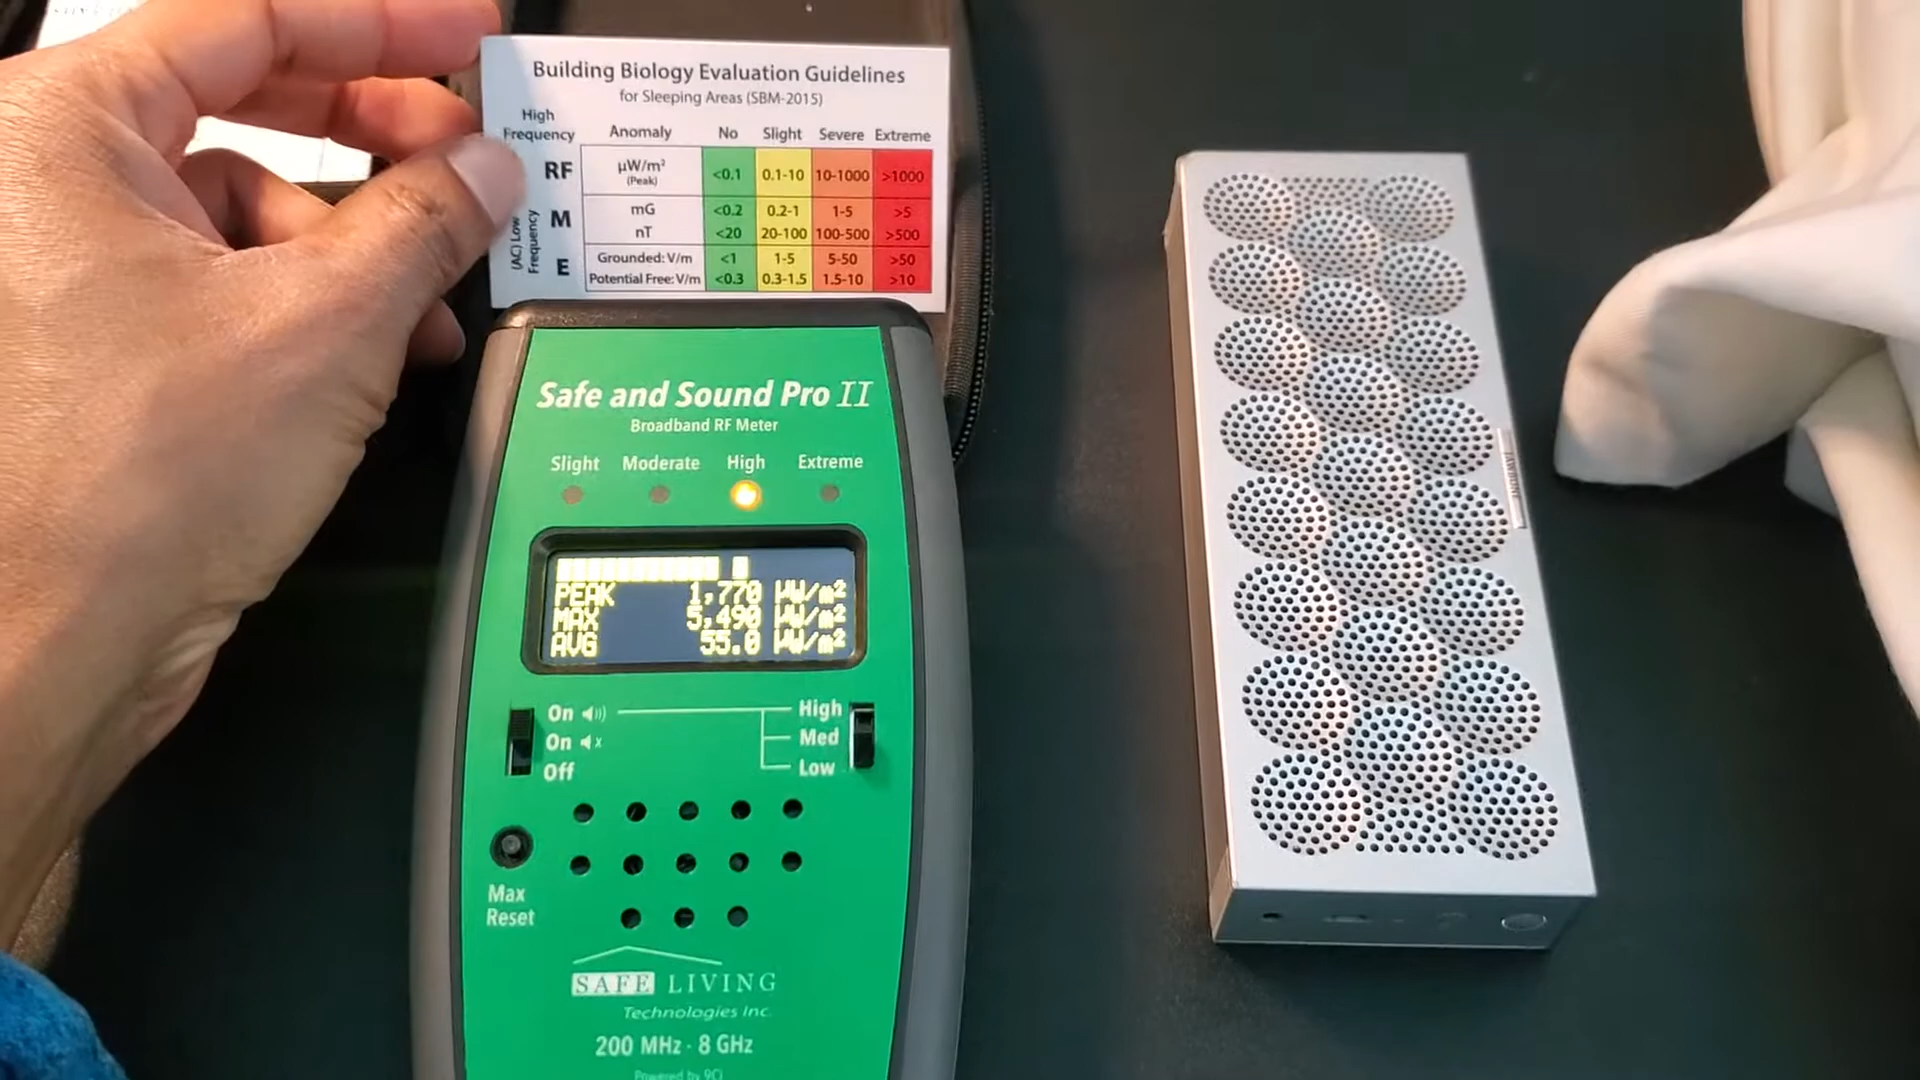 Building Biology Evaluation Guidelines
for Sleeping Areas (SBM-2015)
High
Frequency Anomaly No Slight Severe Extreme
RF µW/m² (Peak) <0.1 0.1-10 10-1000 >1000
(AC) Low Frequency
M mG <0.2 0.2-1 1-5 >5
nT <20 20-100 100-500 >500
E Grounded: V/m <1 1-5 5-50 >50
Potential Free: V/m <0.3 0.3-1.5 1.5-10 >10
Safe and Sound Pro II
Broadband RF Meter
Slight Moderate High Extreme
PEAK 1,770 µW/m²
MAX 5,490 µW/m²
AVG 55.0 µW/m²
On High
On Med
Off Low
Max
Reset
SAFE LIVING
Technologies Inc.
200 MHz - 8 GHz
Powered by 9Ci
JAWBONE